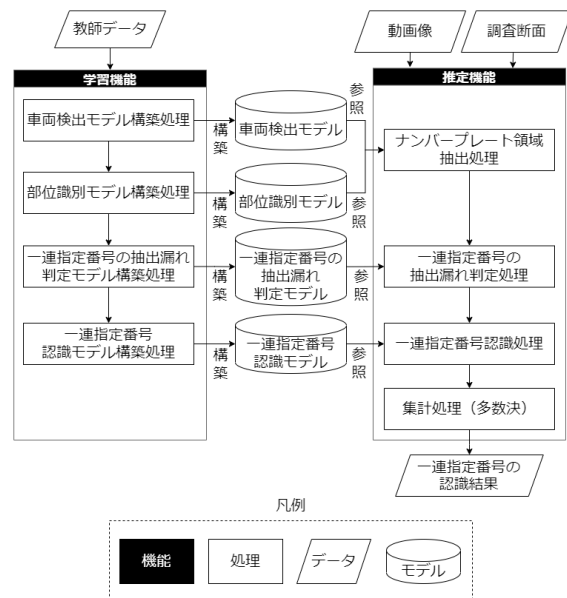 教師データ
動画像
調査断面
学習機能
推定機能
車両検出モデル構築処理
構築
車両検出モデル
参照
ナンバープレート領域
抽出処理
部位識別モデル構築処理
構築
部位識別モデル
参照
一連指定番号の抽出漏れ
判定モデル構築処理
構築
一連指定番号の
抽出漏れ
判定モデル
参照
一連指定番号の
抽出漏れ判定処理
一連指定番号
認識モデル構築処理
構築
一連指定番号
認識モデル
参照
一連指定番号認識処理
集計処理（多数決）
一連指定番号の
認識結果
凡例
機能
処理
データ
モデル